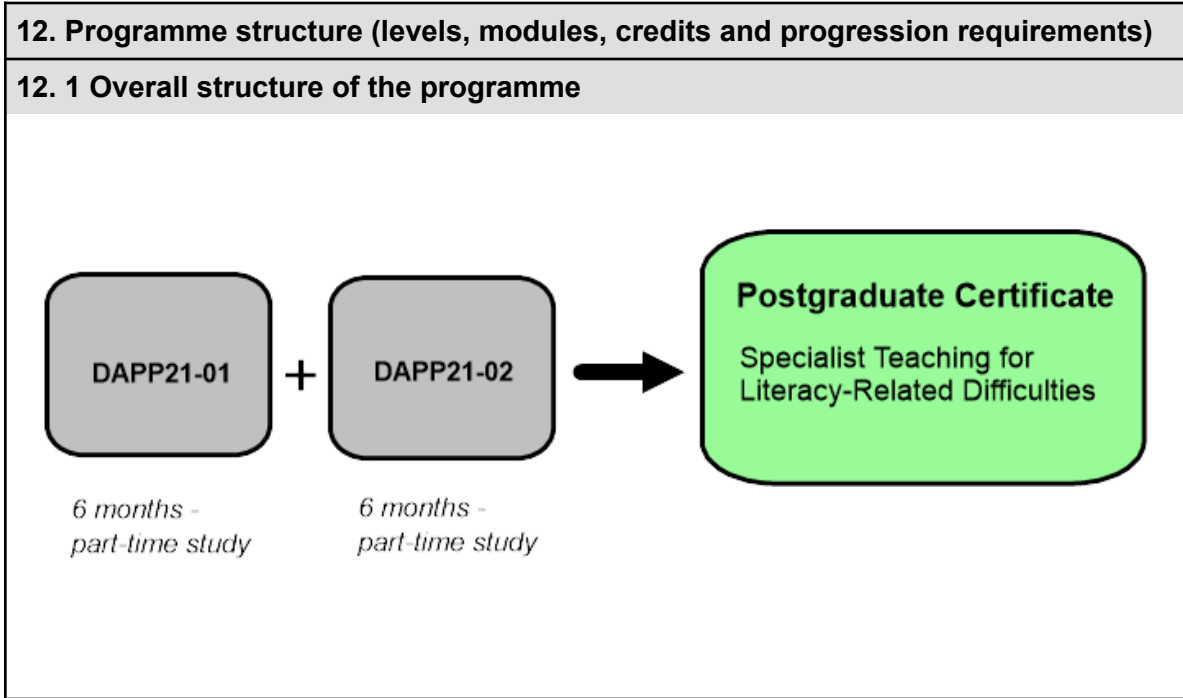 12. Programme structure (levels, modules, credits and progression requirements)
12. 1 Overall structure of the programme
DAPP21-01
+
DAPP21-02
Postgraduate Certificate
Specialist Teaching for
Literacy-Related Difficulties
6 months -
part-time study
6 months -
part-time study